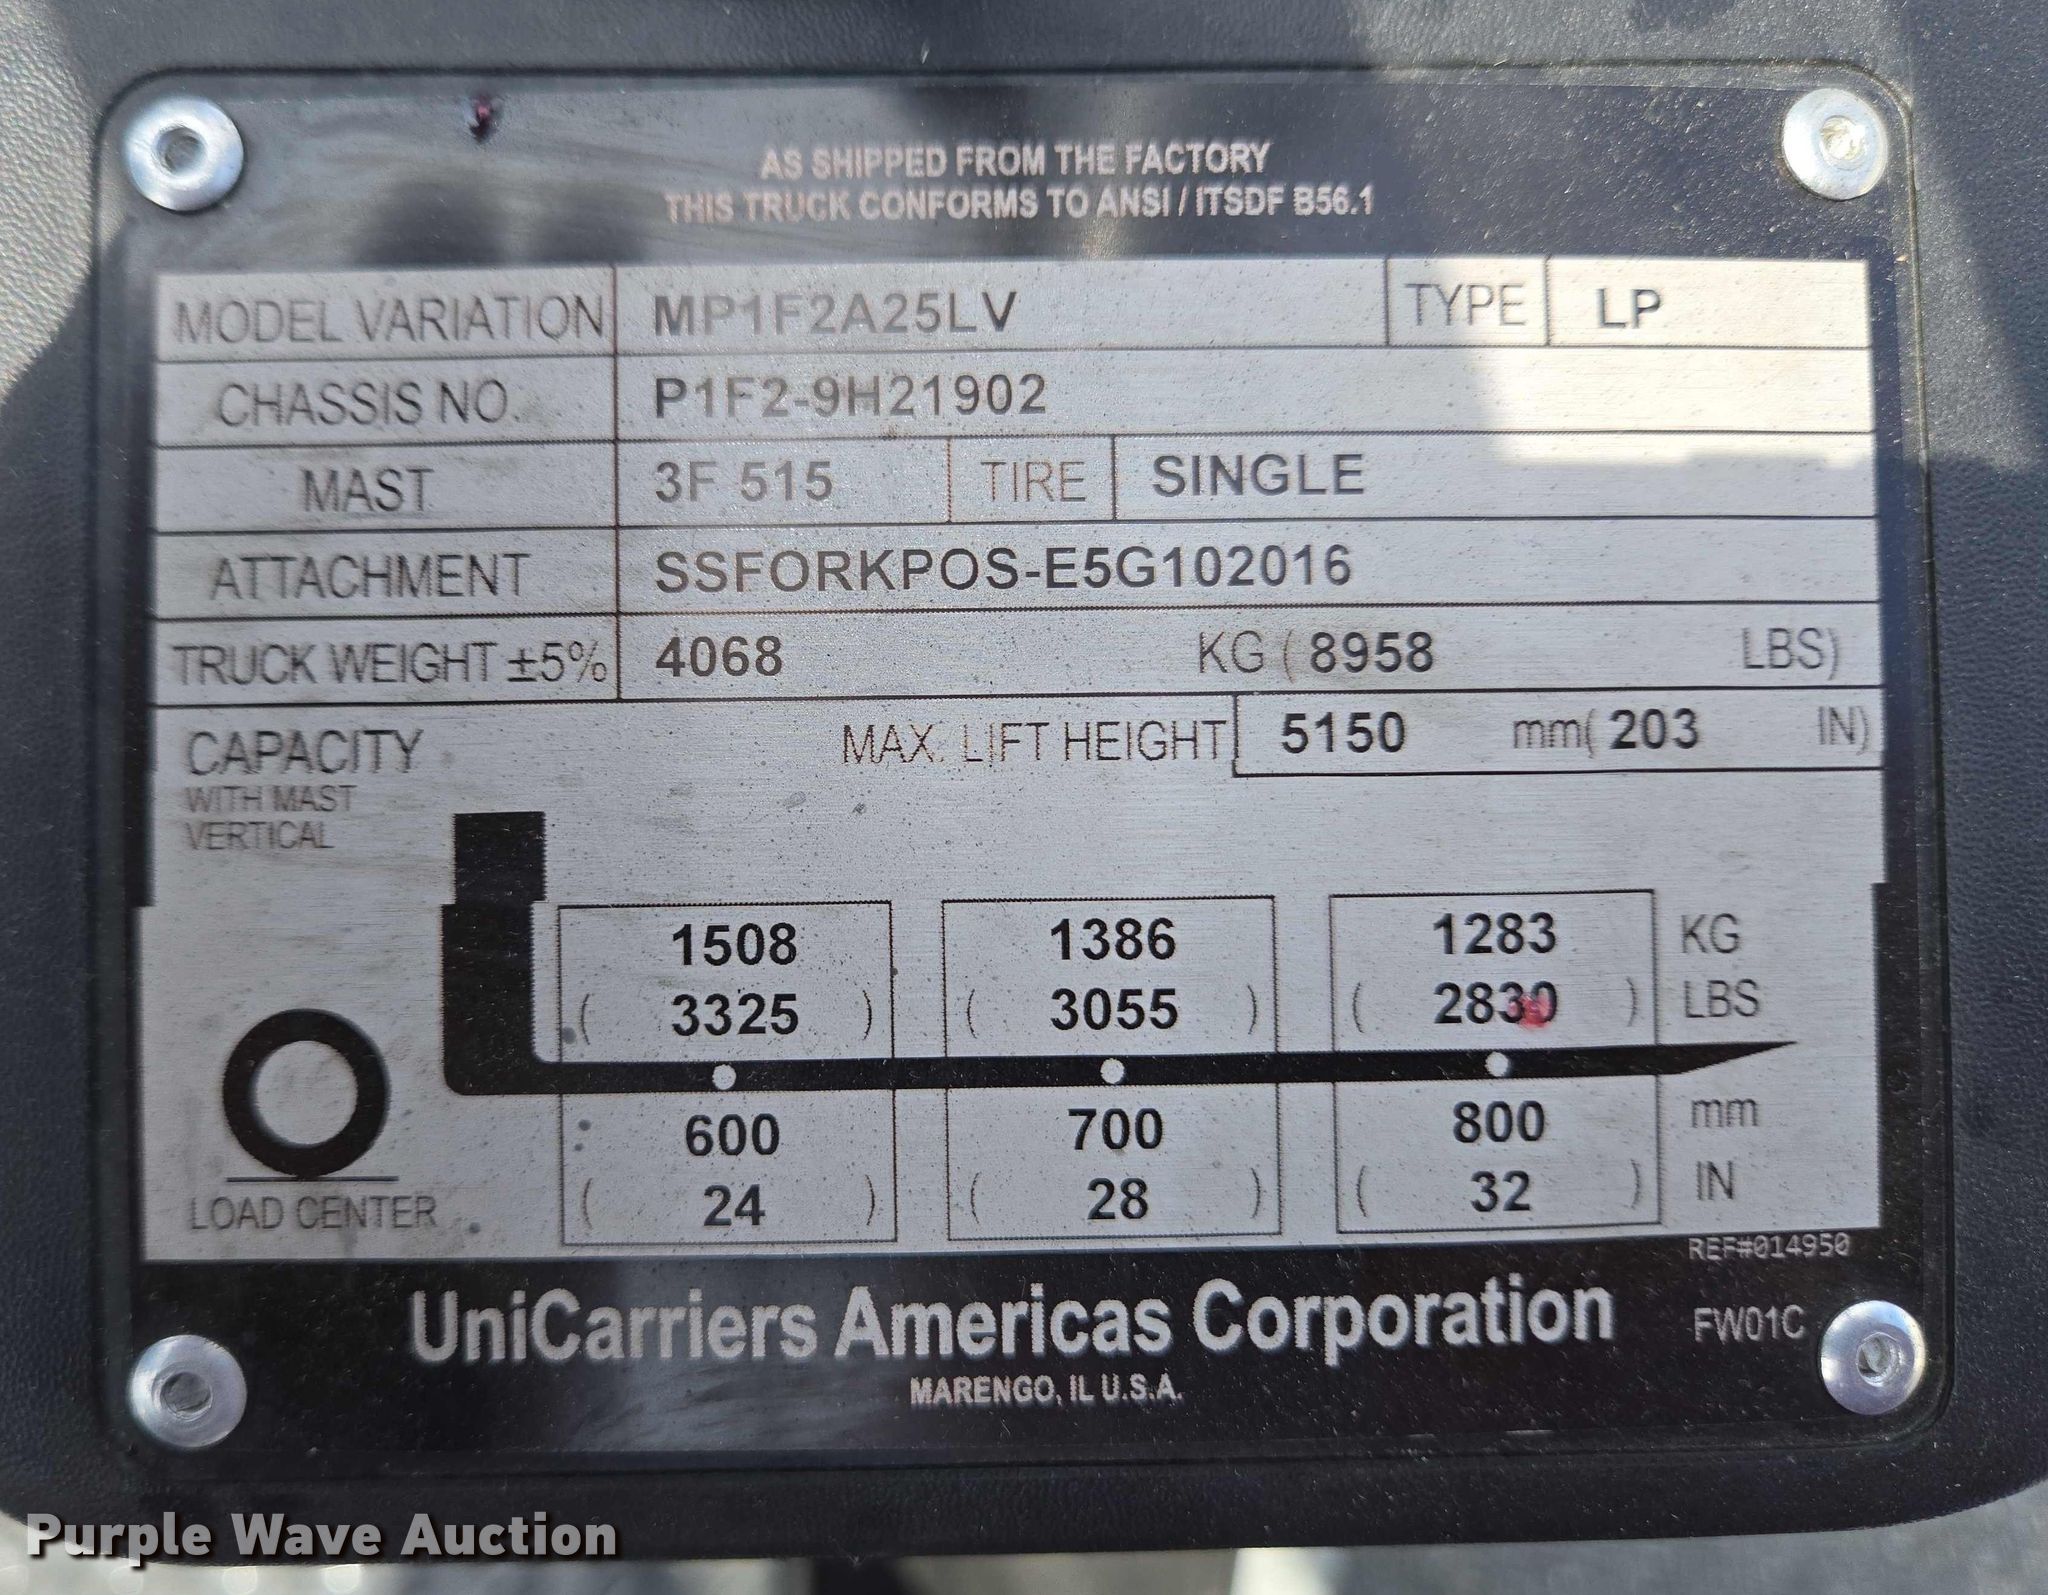 AS SHIPPED FROM THE FACTORY
THIS TRUCK CONFORMS TO ANSI / ITSDF B56.1
MODEL VARIATION MP1F2A25LV TYPE LP
CHASSIS NO. P1F2-9H21902
MAST 3F 515 TIRE SINGLE
ATTACHMENT SSFORKPOS-E5G102016
TRUCK WEIGHT ±5% 4068 KG ( 8958 LBS)
CAPACITY MAX. LIFT HEIGHT 5150 mm( 203 IN)
WITH MAST
VERTICAL
1508 1386 1283 KG
( 3325 ) ( 3055 ) ( 2830 ) LBS
600 700 800 mm
LOAD CENTER ( 24 ) ( 28 ) ( 32 ) IN
REF#014950
UniCarriers Americas Corporation FW01C
MARENGO, IL U.S.A.
Purple Wave Auction